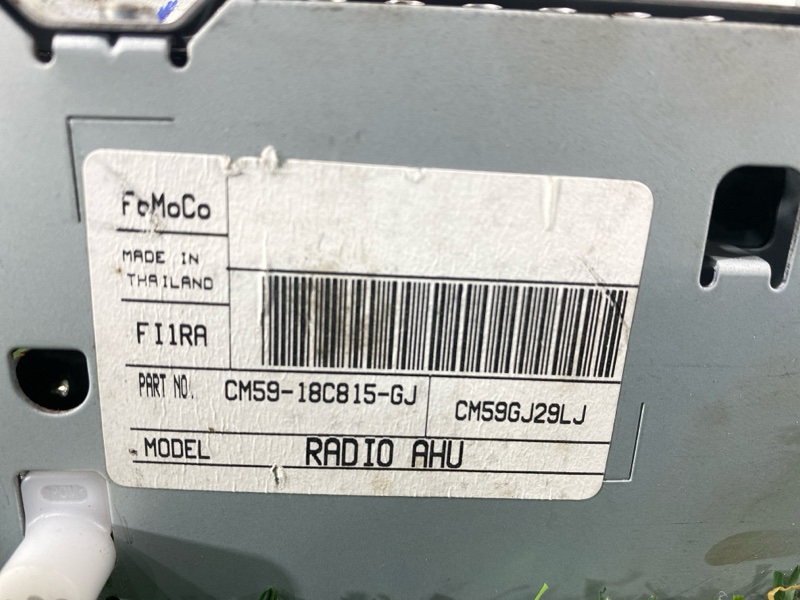 FoMoCo
MADE IN
THAILAND
FI1RA
PART NO. CM59-18C815-GJ CM59GJ29LJ
MODEL RADIO AHU